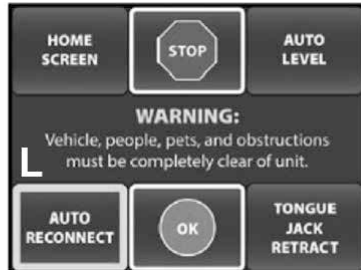 HOME
SCREEN
STOP
AUTO
LEVEL
WARNING:
Vehicle, people, pets, and obstructions
must be completely clear of unit.
L
AUTO
RECONNECT
OK
TONGUE
JACK
RETRACT